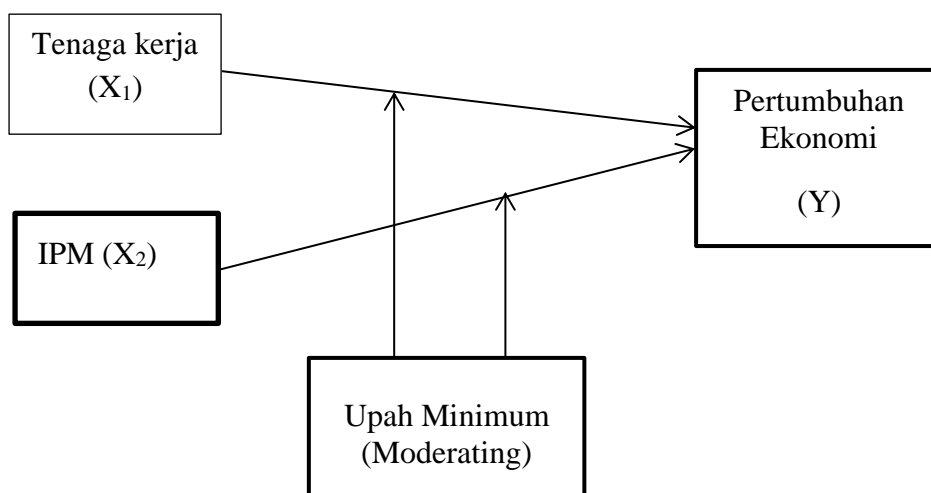 Tenaga kerja
(X₁)
Pertumbuhan
Ekonomi
(Y)
IPM (X₂)
Upah Minimum
(Moderating)